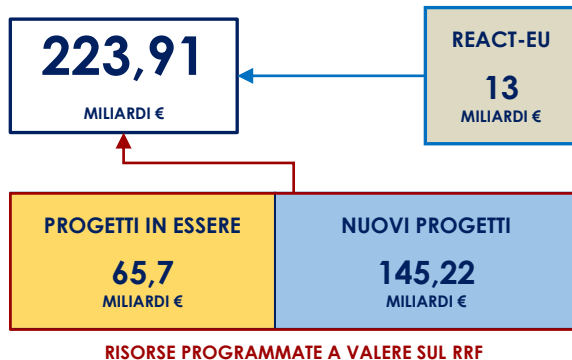 223,91
MILIARDI €
REACT-EU
13
MILIARDI €
PROGETTI IN ESSERE
65,7
MILIARDI €
NUOVI PROGETTI
145,22
MILIARDI €
RISORSE PROGRAMMATE A VALERE SUL RRF